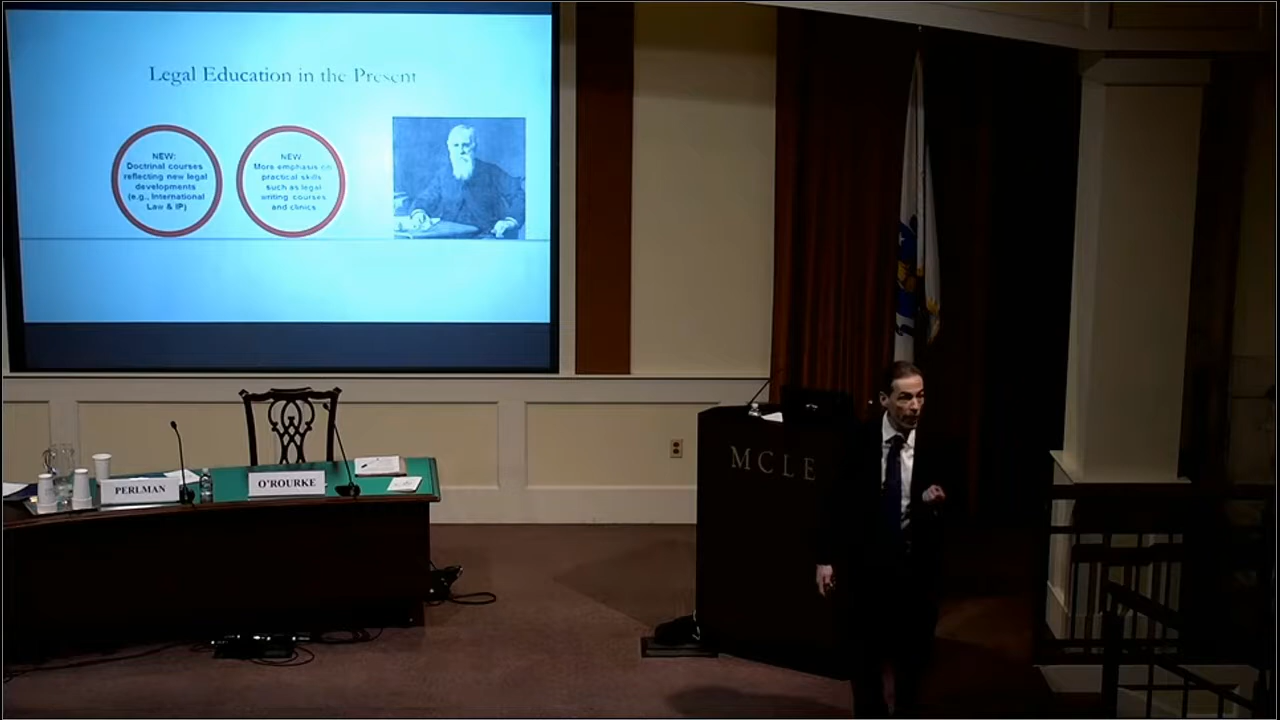 Legal Education in the Present
NEW:
Doctrinal courses
reflecting new legal
developments
(e.g., International
Law & IP)
NEW:
More emphasis on
practical skills
such as legal
writing courses
and clinics
MCLE
PERLMAN
O'ROURKE